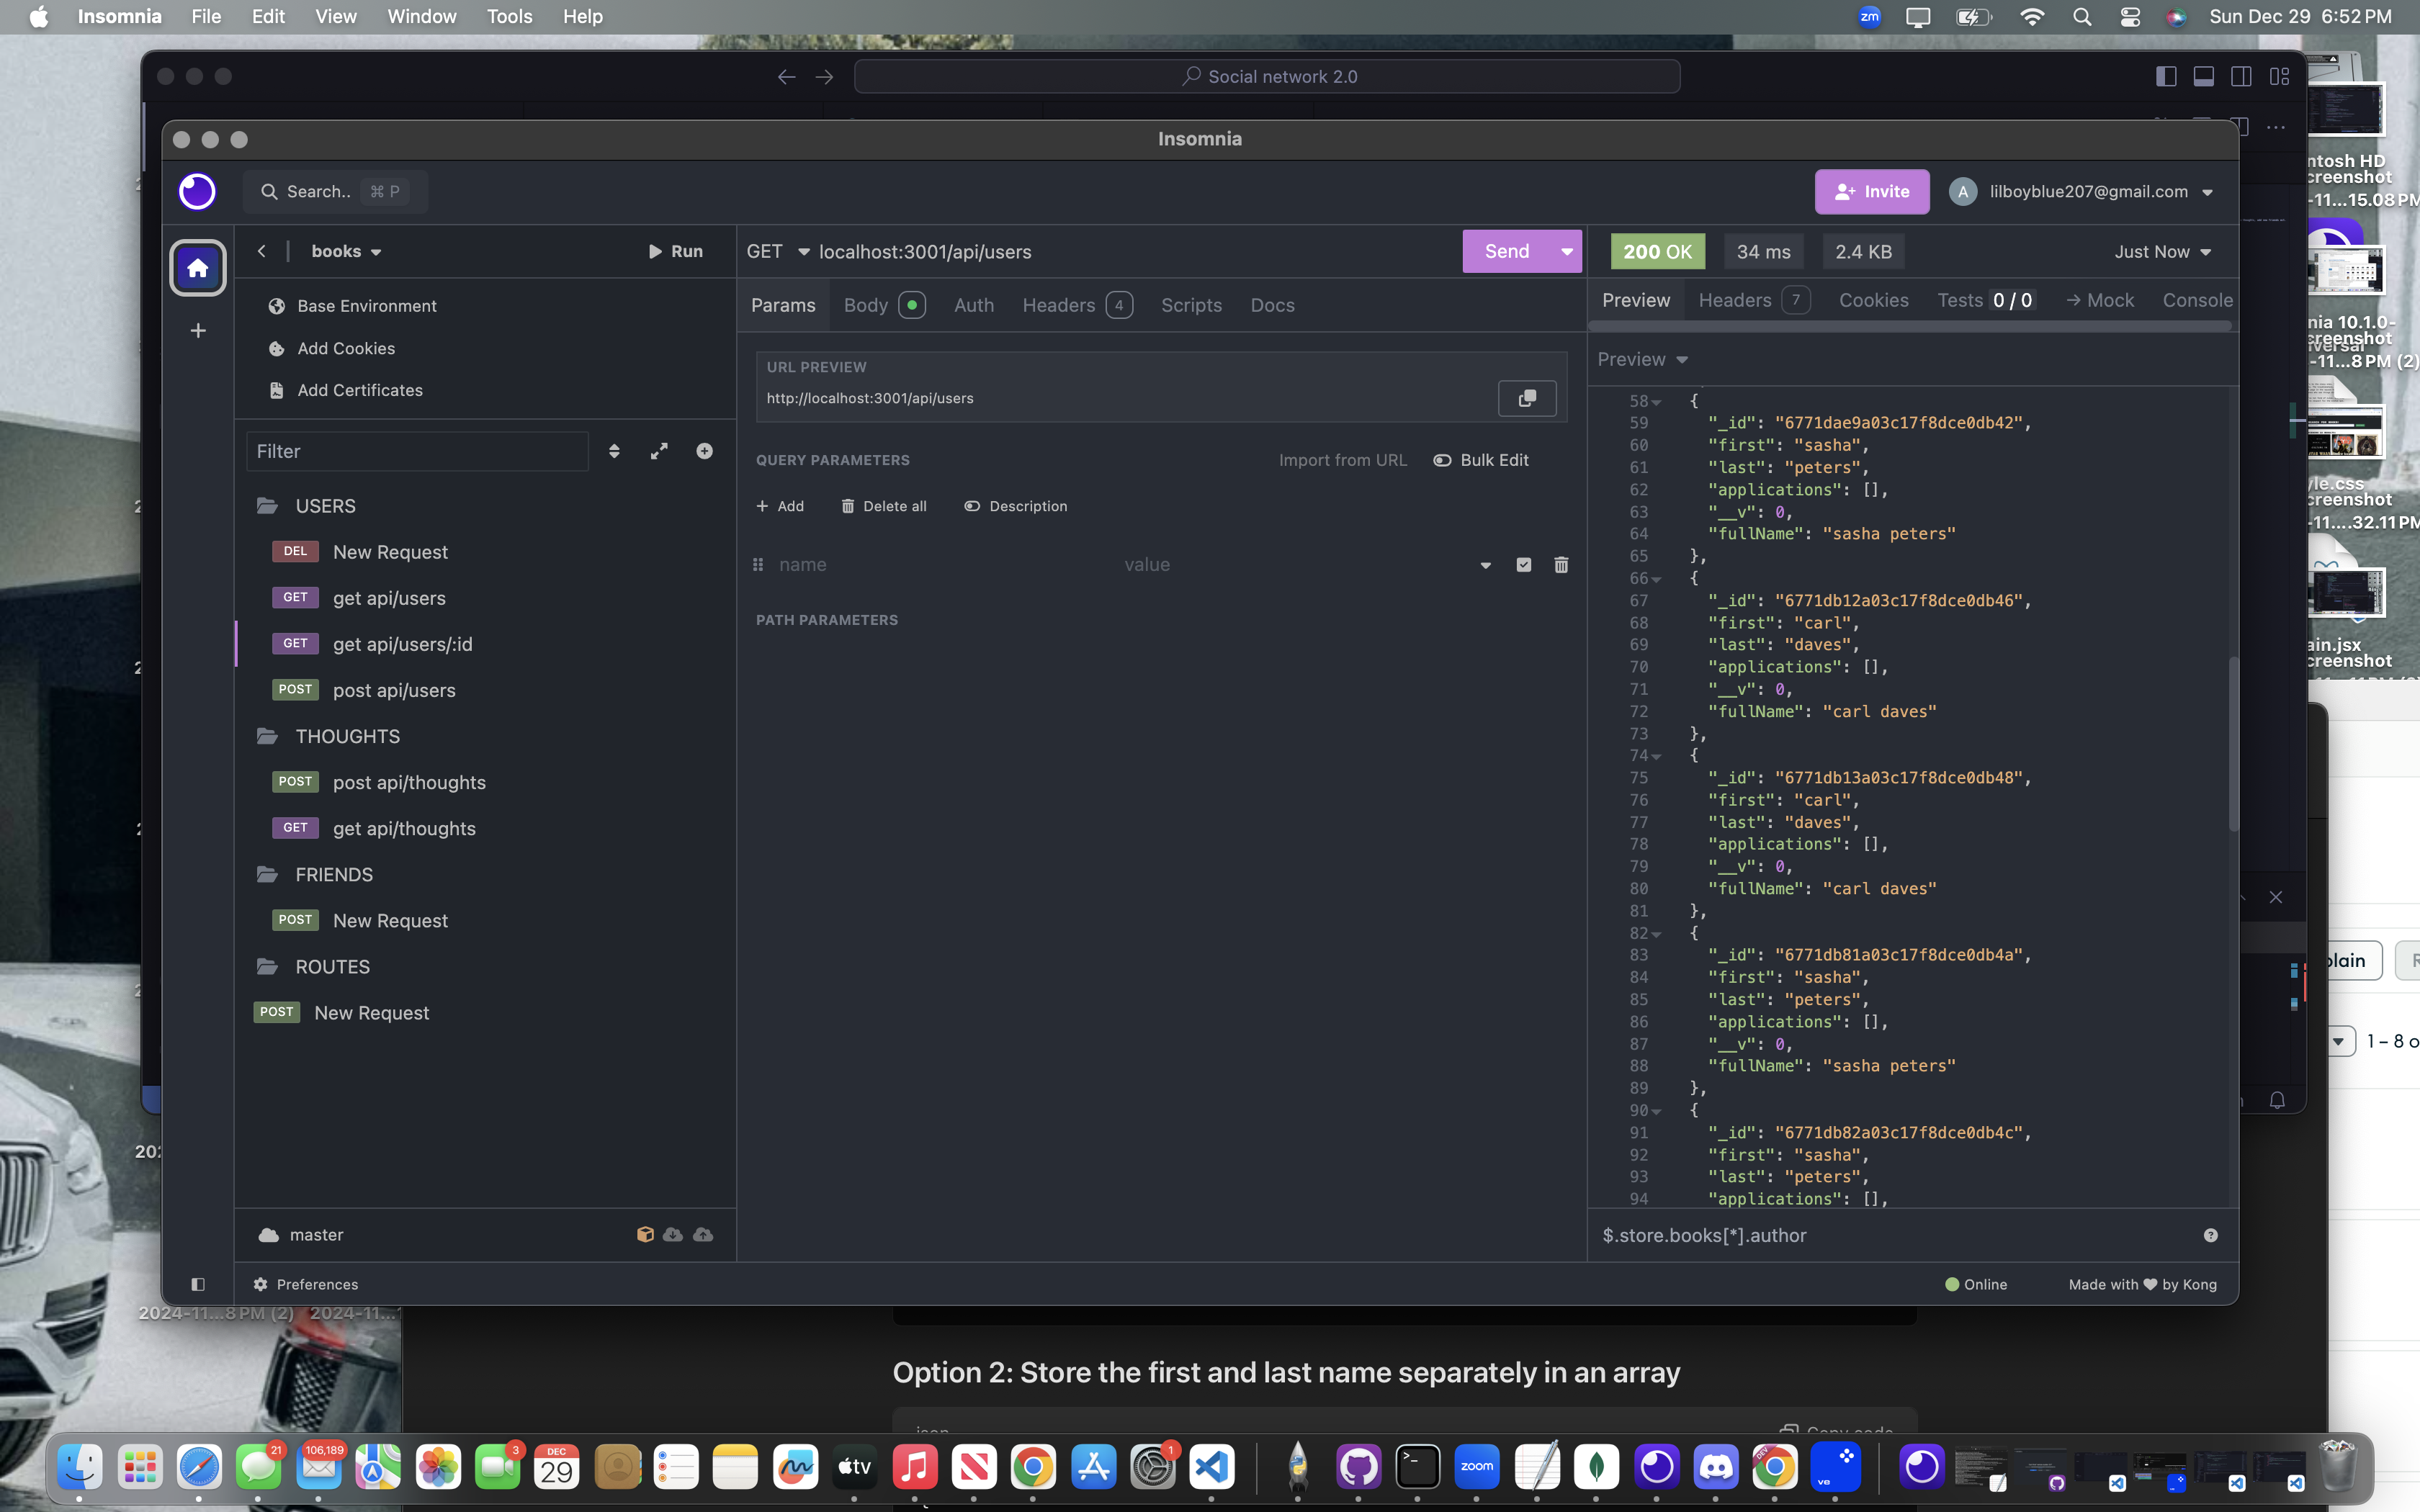 Insomnia File Edit View Window Tools Help
zm
Sun Dec 29 6:52 PM
Social network 2.0
Insomnia
Search.. ⌘ P
Invite
A
lilboyblue207@gmail.com
books
Run
Base Environment
Add Cookies
Add Certificates
Filter
USERS
DEL New Request
GET get api/users
GET get api/users/:id
POST post api/users
THOUGHTS
POST post api/thoughts
GET get api/thoughts
FRIENDS
POST New Request
ROUTES
POST New Request
master
Preferences
GET localhost:3001/api/users
Send
Params Body Auth Headers 4 Scripts Docs
URL PREVIEW
http://localhost:3001/api/users
QUERY PARAMETERS
Import from URL Bulk Edit
+ Add Delete all Description
name value
PATH PARAMETERS
200 OK 34 ms 2.4 KB Just Now
Preview Headers 7 Cookies Tests 0 / 0 → Mock Console
Preview
58 {
59 "_id": "6771dae9a03c17f8dce0db42",
60 "first": "sasha",
61 "last": "peters",
62 "applications": [],
63 "__v": 0,
64 "fullName": "sasha peters"
65 },
66 {
67 "_id": "6771db12a03c17f8dce0db46",
68 "first": "carl",
69 "last": "daves",
70 "applications": [],
71 "__v": 0,
72 "fullName": "carl daves"
73 },
74 {
75 "_id": "6771db13a03c17f8dce0db48",
76 "first": "carl",
77 "last": "daves",
78 "applications": [],
79 "__v": 0,
80 "fullName": "carl daves"
81 },
82 {
83 "_id": "6771db81a03c17f8dce0db4a",
84 "first": "sasha",
85 "last": "peters",
86 "applications": [],
87 "__v": 0,
88 "fullName": "sasha peters"
89 },
90 {
91 "_id": "6771db82a03c17f8dce0db4c",
92 "first": "sasha",
93 "last": "peters",
94 "applications": [],
$.store.books[*].author
Online
Made with ♥ by Kong
ntosh HD
creenshot
-11...15.08 PM
nia 10.1.0-
creenshot
-11...8 PM (2)
yle.css
creenshot
-11....32.11 PM
ain.jsx
creenshot
plain
1 – 8 o
202
2024-11...8 PM (2) 2024-11...
Option 2: Store the first and last name separately in an array
json
Copy code
21
106,189
3
DEC
29
tv
1
zoom
DEV
ve